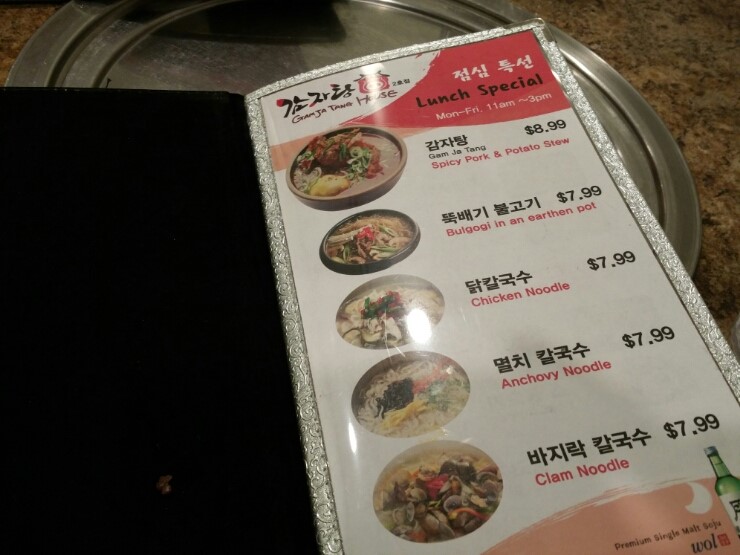 감자탕
2호점
GAMJA TANG HOUSE
점심 특선
Lunch Special
Mon~Fri. 11am ~3pm
감자탕 $8.99
Gam Ja Tang
Spicy Pork & Potato Stew
뚝배기 불고기 $7.99
Bulgogi in an earthen pot
닭칼국수 $7.99
Chicken Noodle
멸치 칼국수 $7.99
Anchovy Noodle
바지락 칼국수 $7.99
Clam Noodle
Premium Single Malt Soju
wol